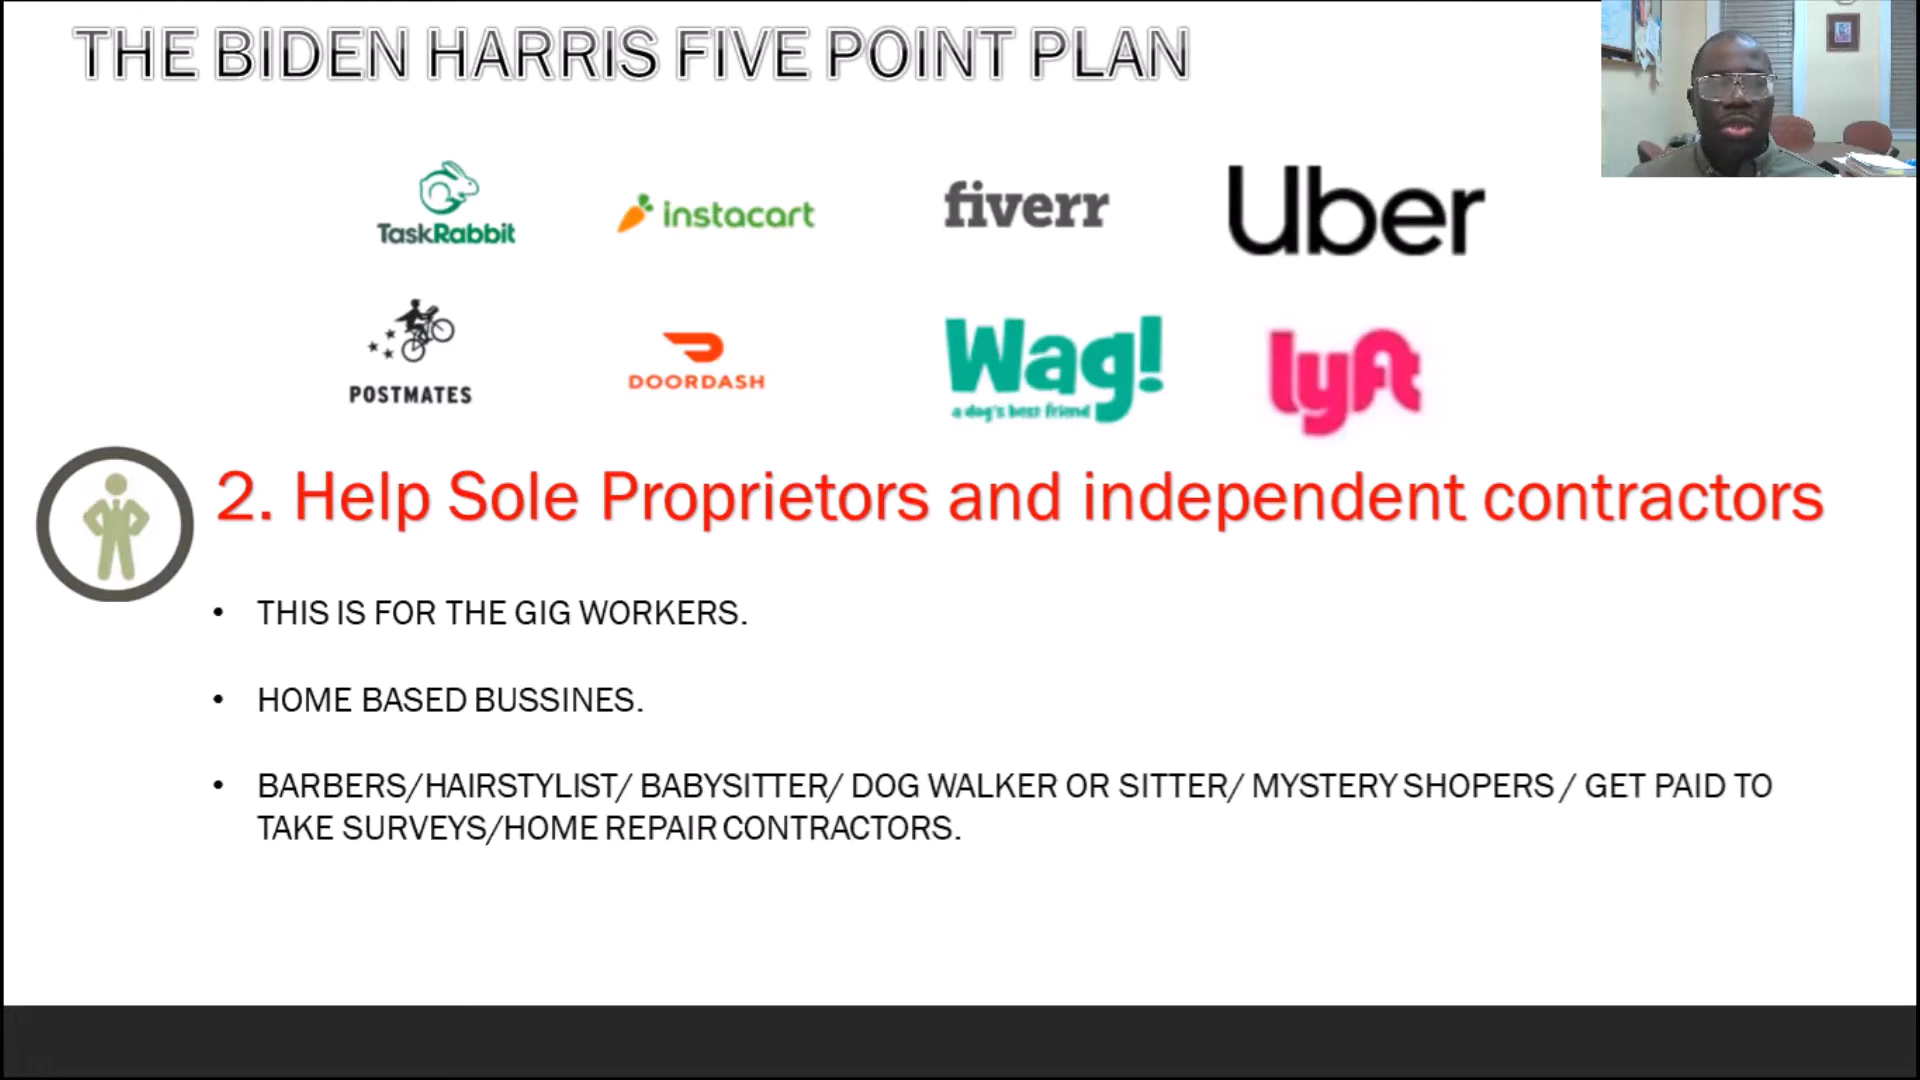 THE BIDEN HARRIS FIVE POINT PLAN
TaskRabbit
instacart
fiverr
Uber
POSTMATES
DOORDASH
Wag!
a dog's best friend
lyft
2. Help Sole Proprietors and independent contractors
• THIS IS FOR THE GIG WORKERS.
• HOME BASED BUSSINES.
• BARBERS/HAIRSTYLIST/ BABYSITTER/ DOG WALKER OR SITTER/ MYSTERY SHOPERS / GET PAID TO
TAKE SURVEYS/HOME REPAIR CONTRACTORS.